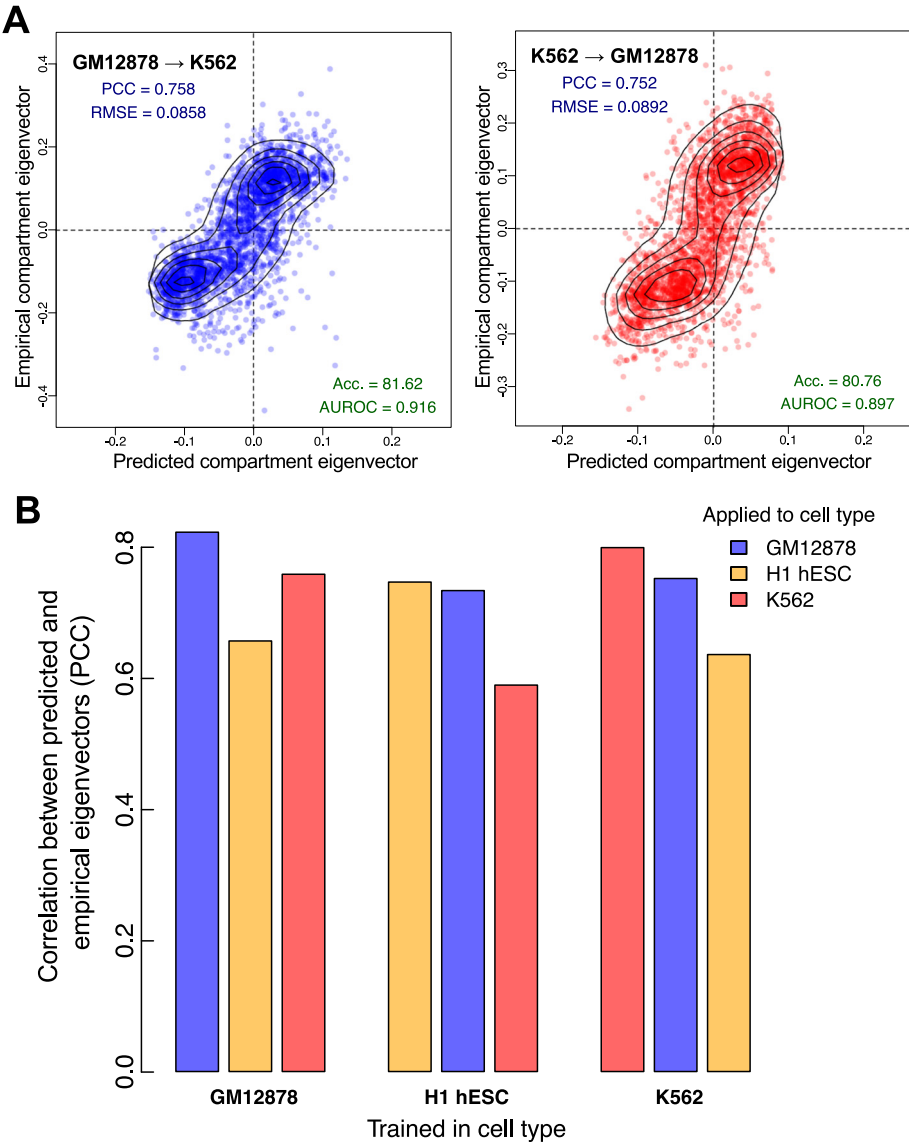 A
GM12878 → K562
PCC = 0.758
RMSE = 0.0858
Acc. = 81.62
AUROC = 0.916
Empirical compartment eigenvector
0.4
0.2
0.0
-0.2
-0.4
-0.2
-0.1
0.0
0.1
0.2
Predicted compartment eigenvector
K562 → GM12878
PCC = 0.752
RMSE = 0.0892
Acc. = 80.76
AUROC = 0.897
Empirical compartment eigenvector
0.3
0.2
0.1
0.0
-0.1
-0.2
-0.3
-0.2
-0.1
0.0
0.1
0.2
Predicted compartment eigenvector
B
Applied to cell type
GM12878
H1 hESC
K562
Correlation between predicted and
empirical eigenvectors (PCC)
0.8
0.6
0.4
0.2
0.0
GM12878
H1 hESC
K562
Trained in cell type